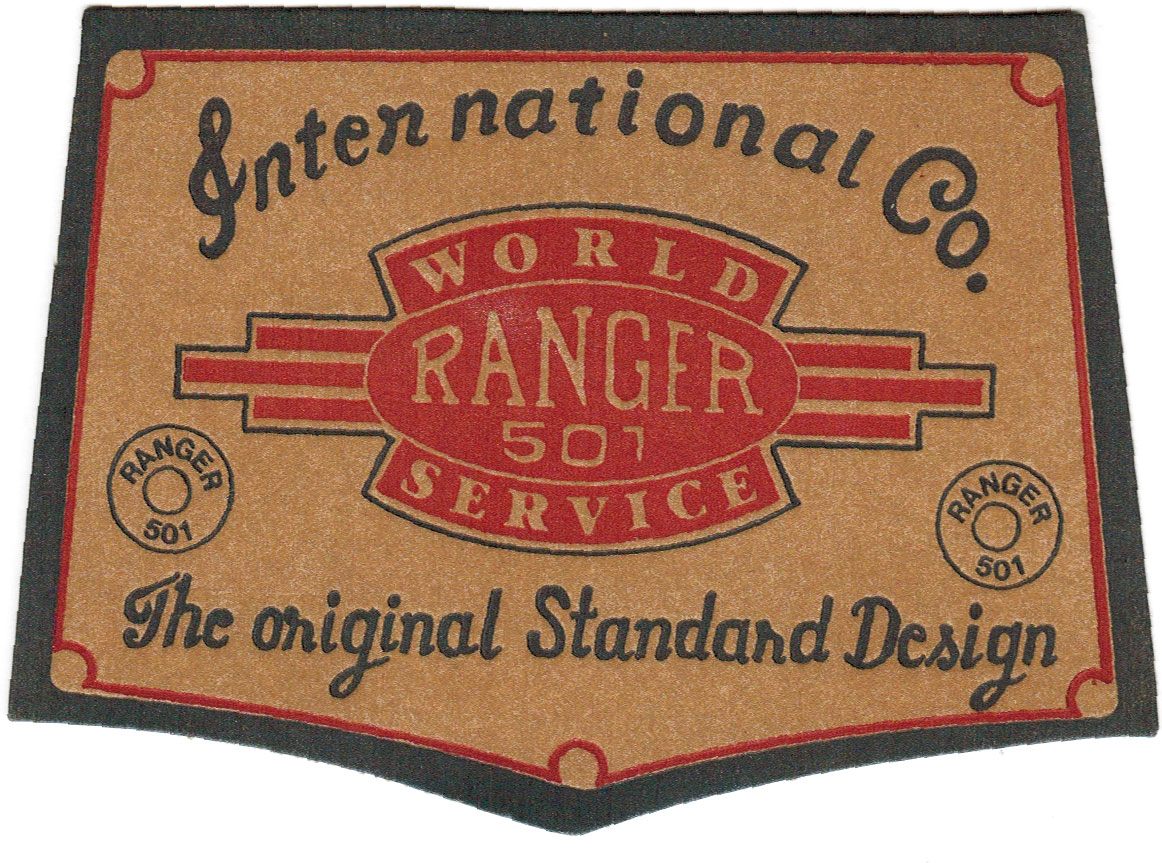 International Co.
WORLD
RANGER
501
SERVICE
RANGER
501
RANGER
501
The original Standard Design